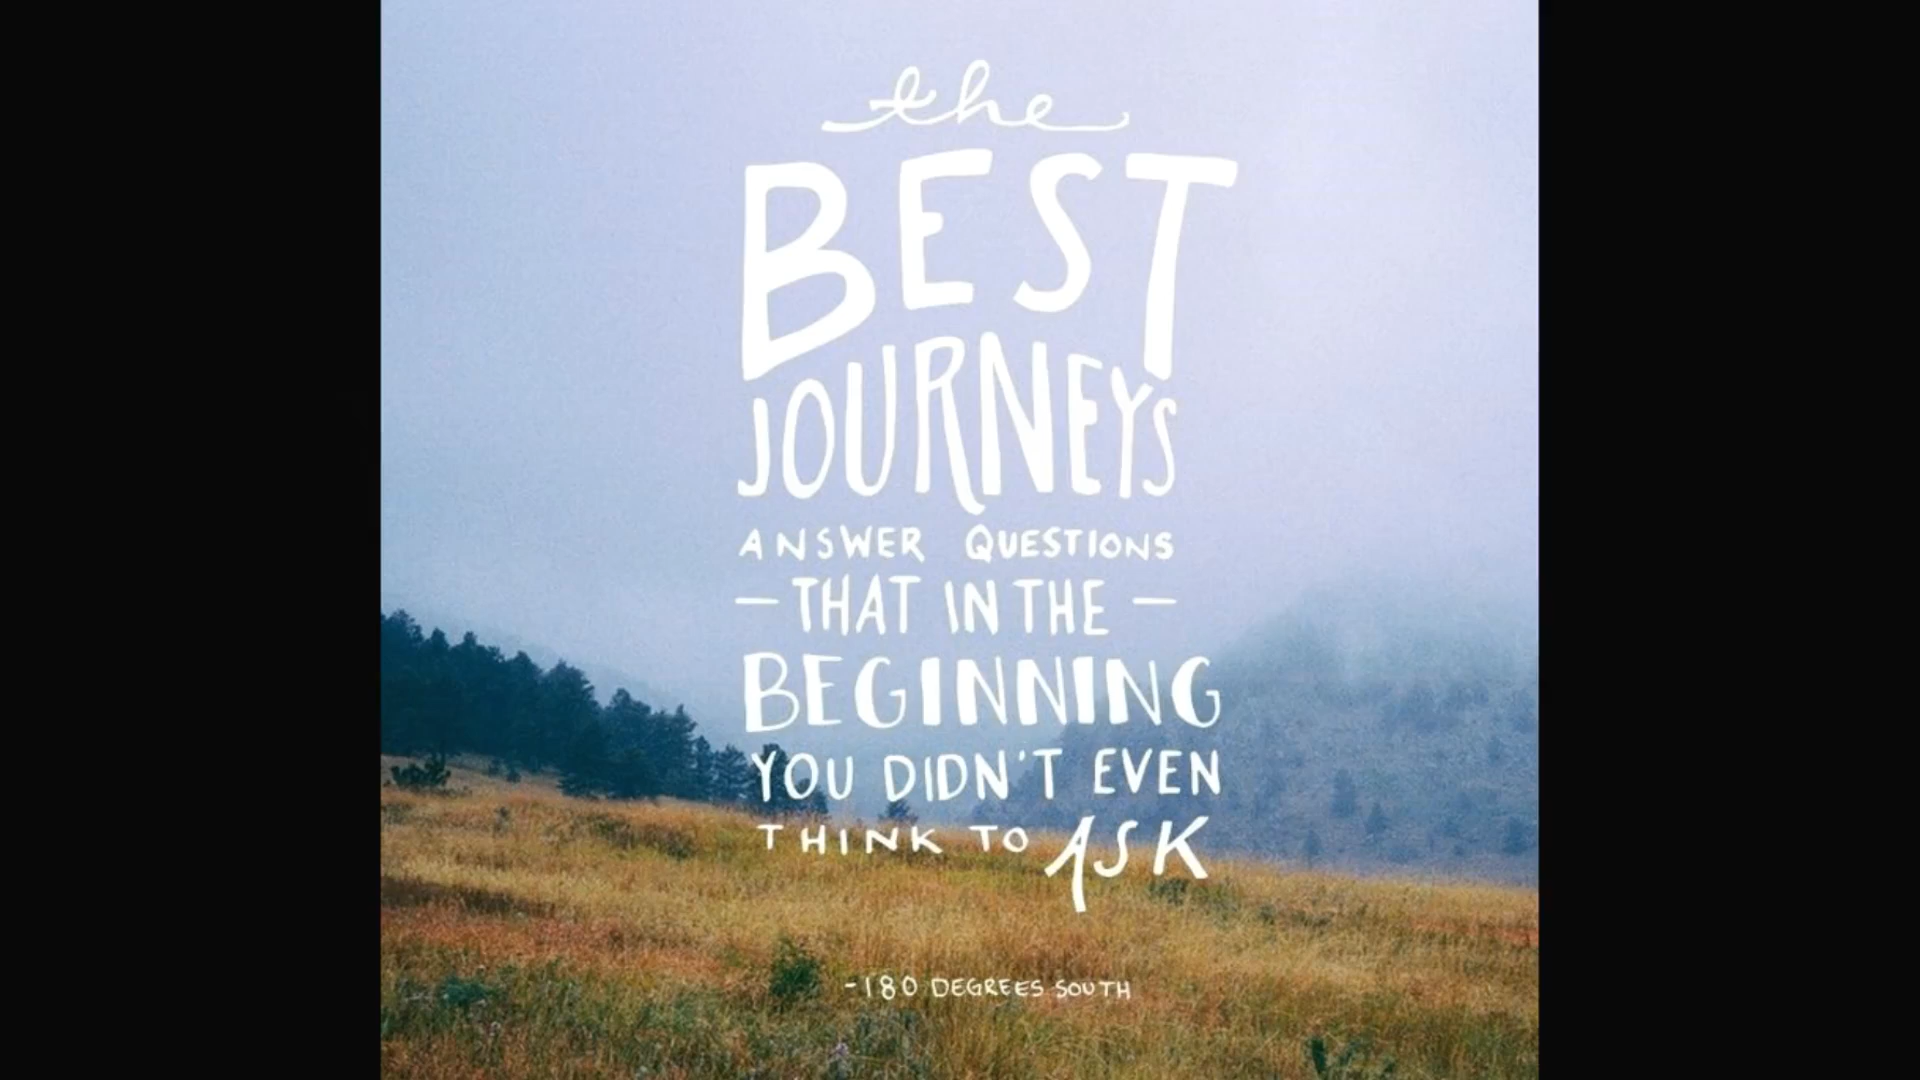 the
BEST
JOURNEYS
ANSWER QUESTIONS
– THAT IN THE –
BEGINNING
YOU DIDN'T EVEN
THINK TO ASK
-180 DEGREES SOUTH